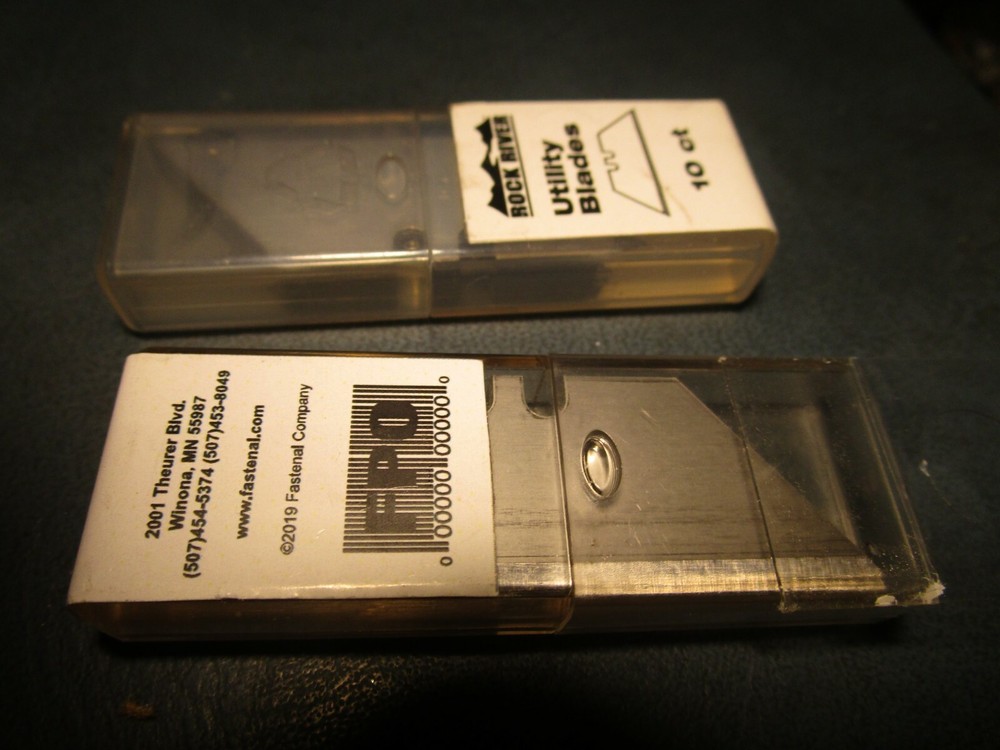 ROCK RIVER
Utility
Blades
10 ct
2001 Theurer Blvd.
Winona, MN 55987
(507)454-5374 (507)453-8049
www.fastenal.com
©2019 Fastenal Company
FPO
0 00000 00000 0